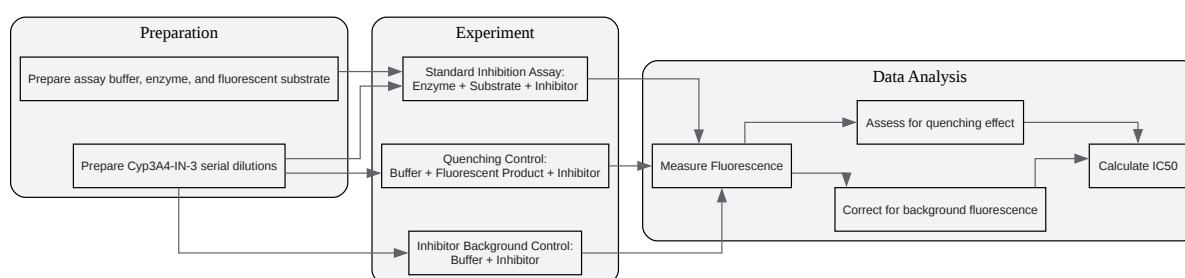 Preparation
Prepare assay buffer, enzyme, and fluorescent substrate
Prepare Cyp3A4-IN-3 serial dilutions
Experiment
Standard Inhibition Assay:
Enzyme + Substrate + Inhibitor
Quenching Control:
Buffer + Fluorescent Product + Inhibitor
Inhibitor Background Control:
Buffer + Inhibitor
Data Analysis
Measure Fluorescence
Assess for quenching effect
Correct for background fluorescence
Calculate IC50